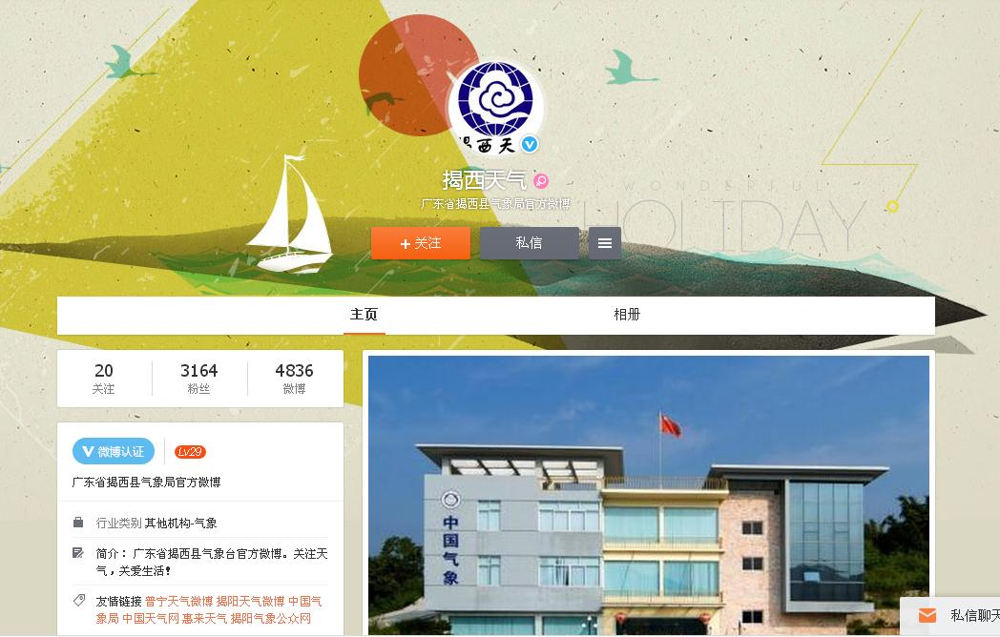 揭西天气
广东省揭西县气象局官方微博
WONDERJUL
HOLIDAY
+ 关注
私信
主页
相册
20
关注
3164
粉丝
4836
微博
V 微博认证
Lv29
广东省揭西县气象局官方微博
行业类别 其他机构-气象
简介： 广东省揭西县气象台官方微博。关注天
气，关爱生活！
友情链接 普宁天气微博 揭阳天气微博 中国气
象局 中国天气网 惠来天气 揭阳气象公众网
中国气象
私信聊天